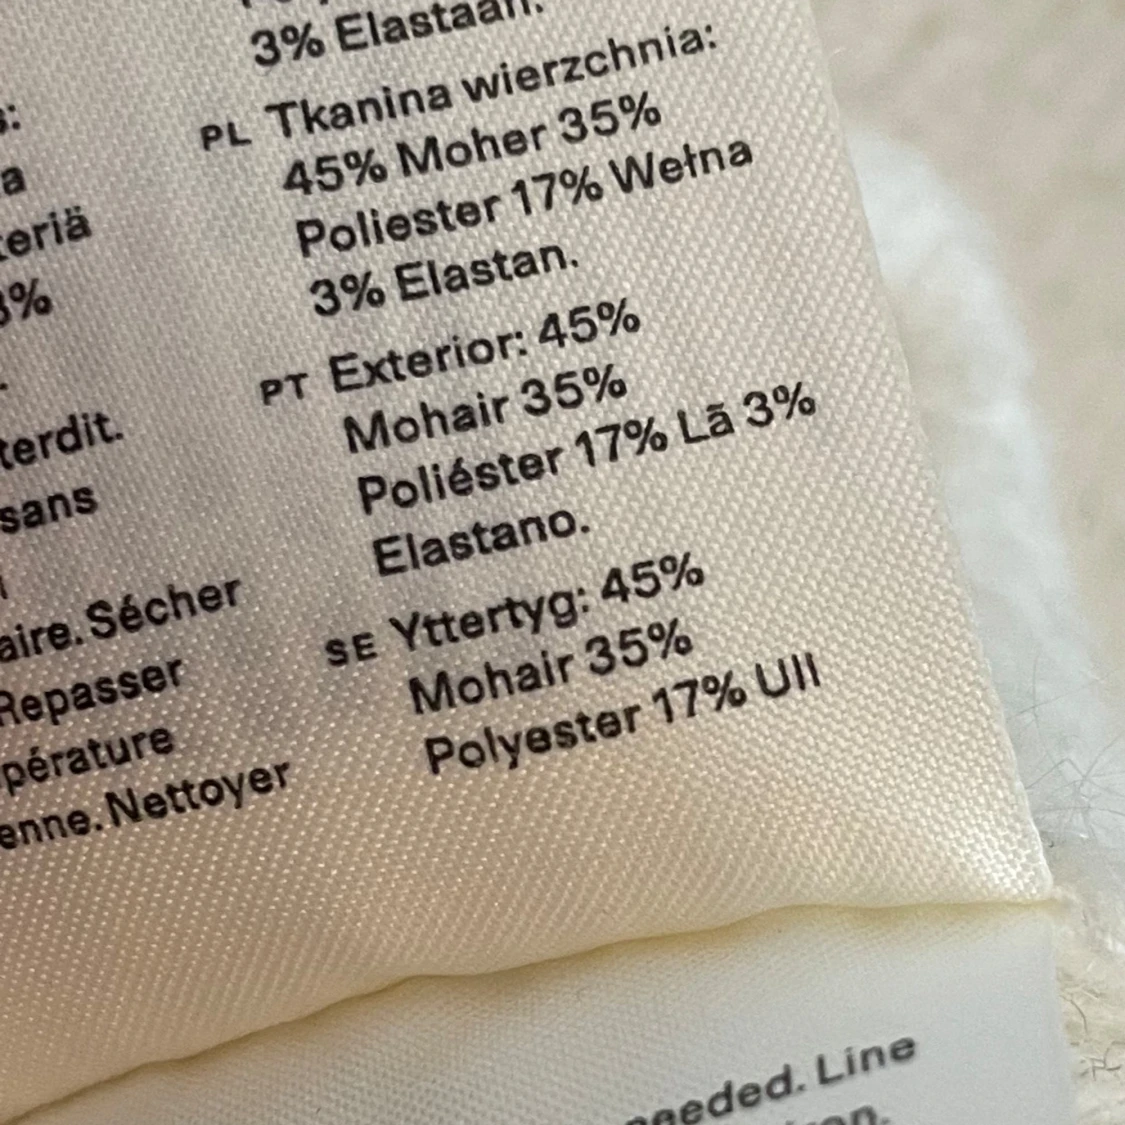 3% Elastaan.
PL Tkanina wierzchnia:
45% Moher 35%
Poliester 17% Wełna
3% Elastan.
PT Exterior: 45%
Mohair 35%
Poliéster 17% Lã 3%
Elastano.
SE Yttertyg: 45%
Mohair 35%
Polyester 17% Ull
terdit.
sans
aire. Sécher
Repasser
pérature
enne. Nettoyer
needed. Line